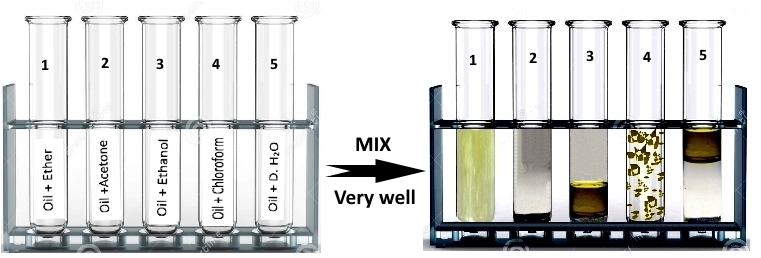 1 2 3 4 5
Oil + Ether
Oil +Acetone
Oil + Ethanol
Oil + Chloroform
Oil + D. H₂O
MIX
Very well
1 2 3 4 5